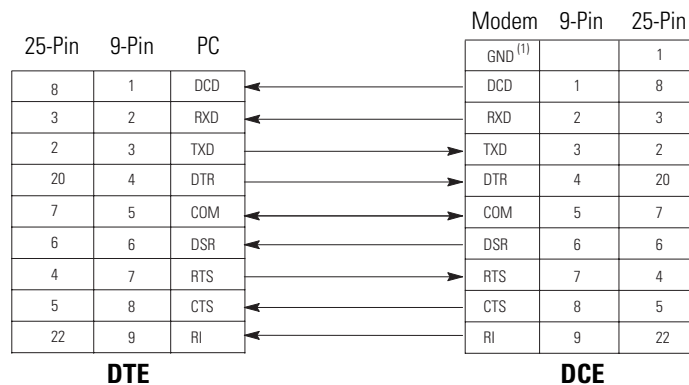 Modem 9-Pin 25-Pin
25-Pin 9-Pin PC
GND (1) 1
8 1 DCD DCD 1 8
3 2 RXD RXD 2 3
2 3 TXD TXD 3 2
20 4 DTR DTR 4 20
7 5 COM COM 5 7
6 6 DSR DSR 6 6
4 7 RTS RTS 7 4
5 8 CTS CTS 8 5
22 9 RI RI 9 22
DTE DCE